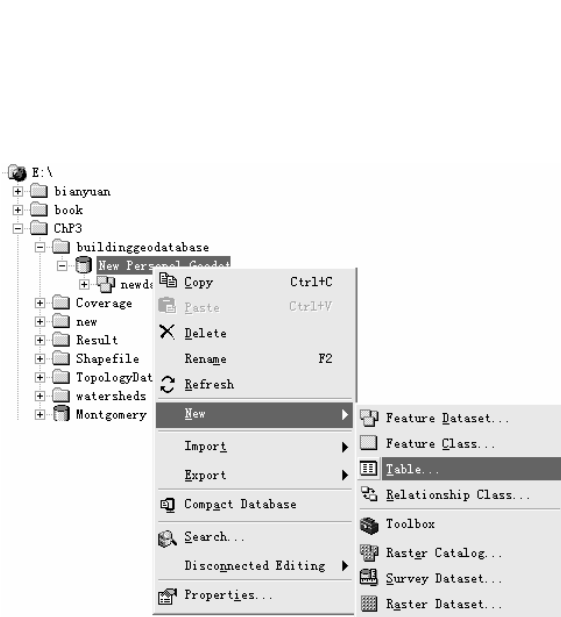 E:\
bianyuan
book
ChP3
buildinggeodatabase
New Personal Geodat
newda
Coverage
new
Result
Shapefile
TopologyDat
watersheds
Montgomery
Copy Ctrl+C
Paste Ctrl+V
Delete
Rename F2
Refresh
New
Import
Export
Compact Database
Search...
Disconnected Editing
Properties...
Feature Dataset...
Feature Class...
Table...
Relationship Class...
Toolbox
Raster Catalog...
Survey Dataset...
Raster Dataset...